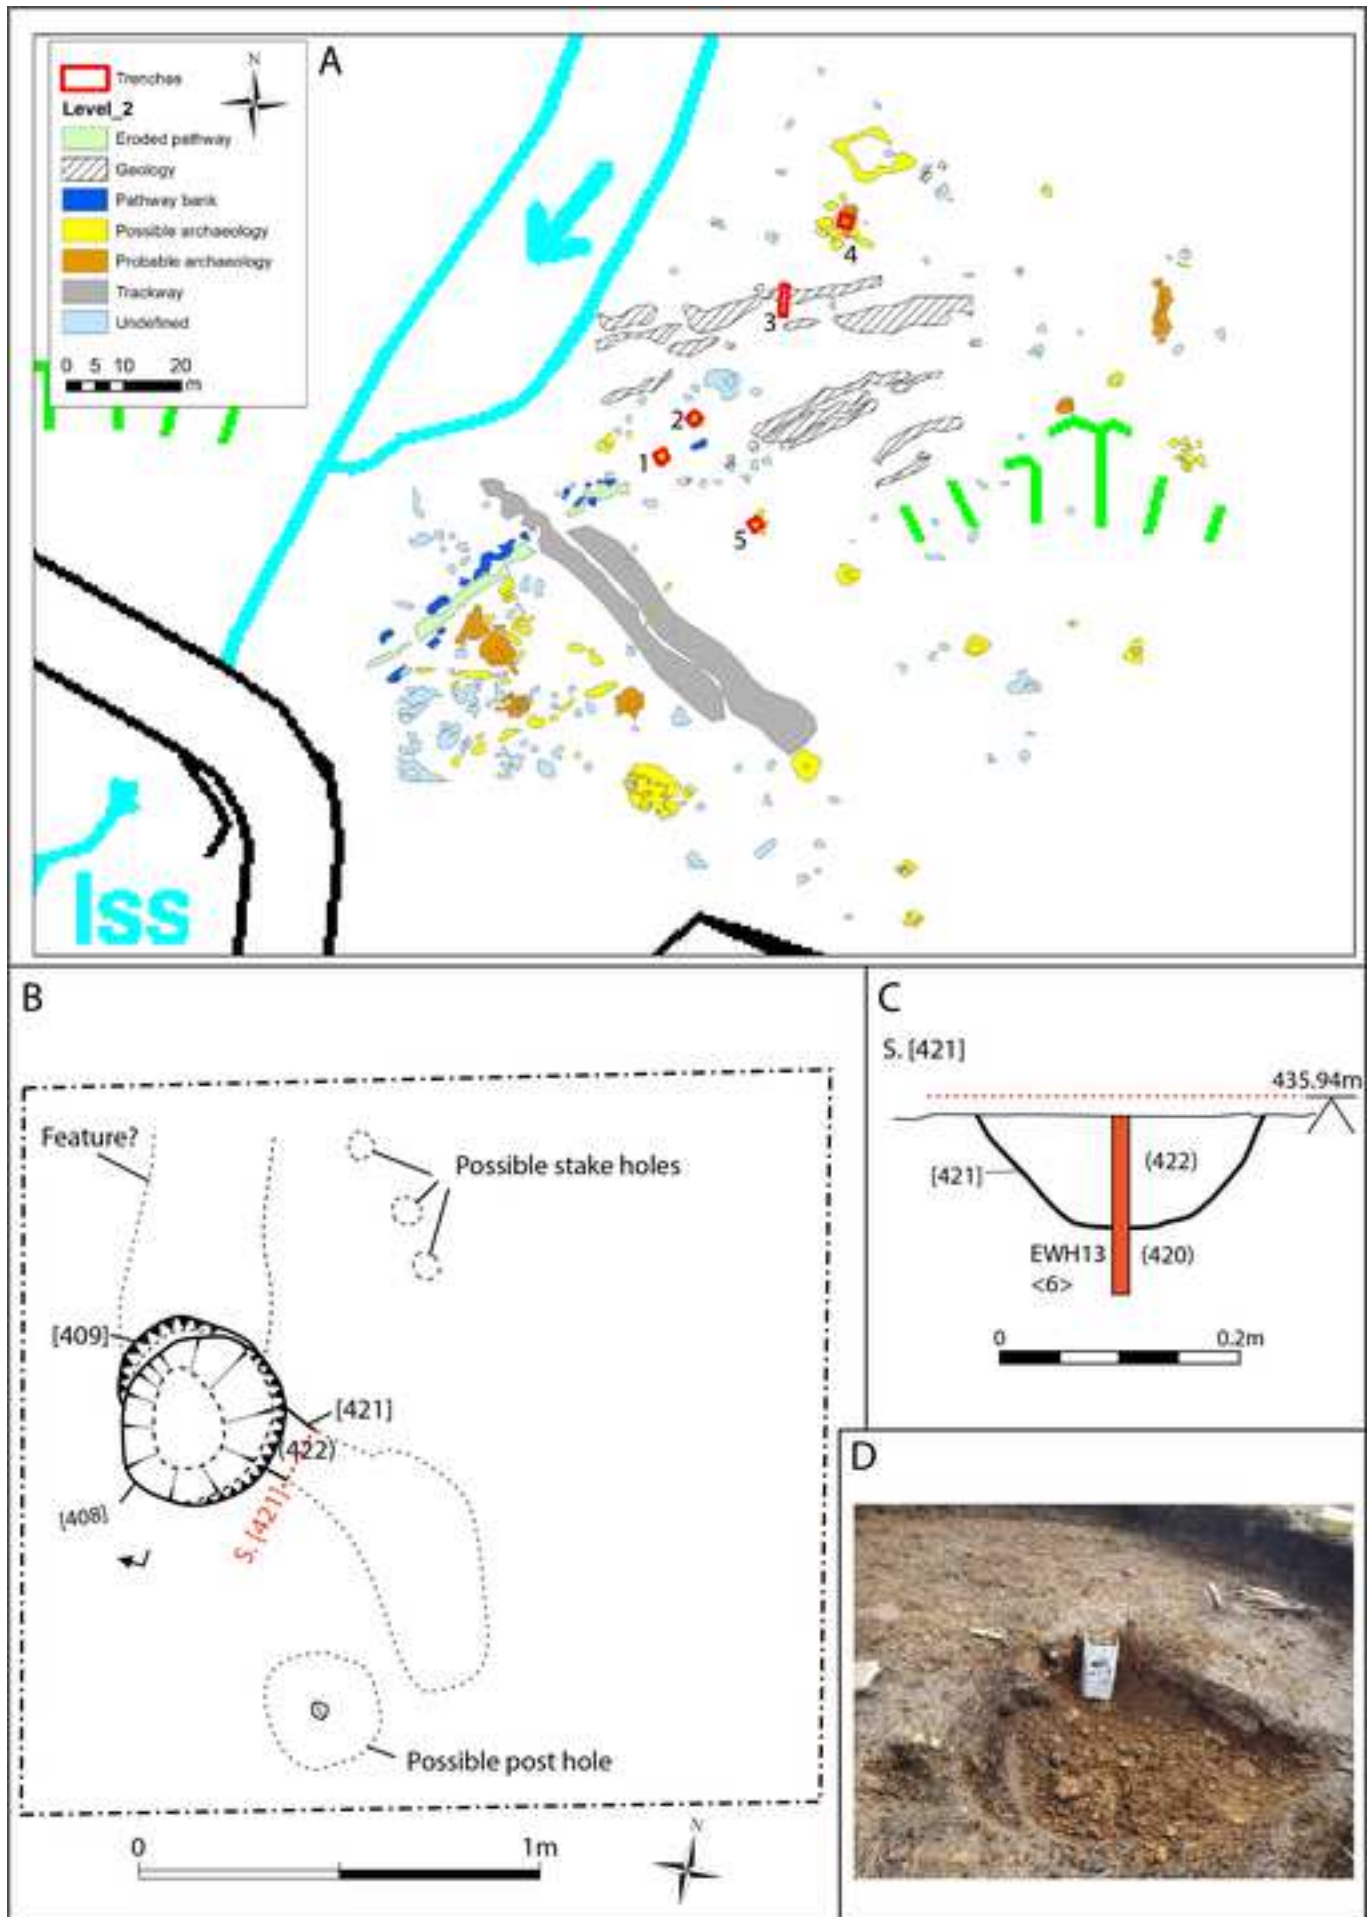 A
N
Trenches
Level_2
Eroded pathway
Geology
Pathway bank
Possible archaeology
Probable archaeology
Trackway
Undefined
0 5 10 20
m
4
3
2
1
5
Iss
B
Feature?
Possible stake holes
[409]
[421]
(422)
[408]
S. [421]
Possible post hole
0 1m
N
C
S. [421]
435.94m
[421]
(422)
EWH13 (420)
<6>
0 0.2m
D